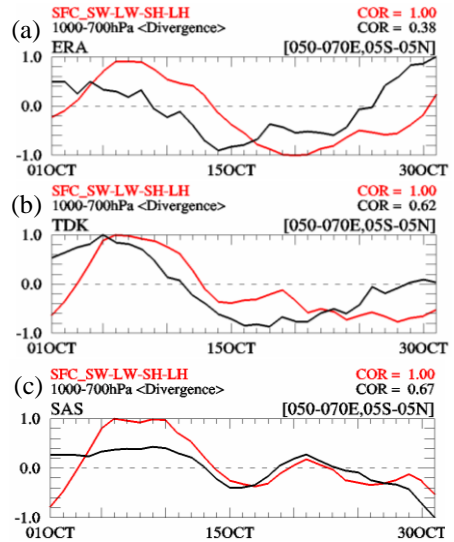 (a)
SFC_SW-LW-SH-LH COR = 1.00
1000-700hPa <Divergence> COR = 0.38
ERA [050-070E,05S-05N]
1.0
0.0
-1.0
01OCT 15OCT 30OCT
(b)
SFC_SW-LW-SH-LH COR = 1.00
1000-700hPa <Divergence> COR = 0.62
TDK [050-070E,05S-05N]
1.0
0.0
-1.0
01OCT 15OCT 30OCT
(c)
SFC_SW-LW-SH-LH COR = 1.00
1000-700hPa <Divergence> COR = 0.67
SAS [050-070E,05S-05N]
1.0
0.0
-1.0
01OCT 15OCT 30OCT